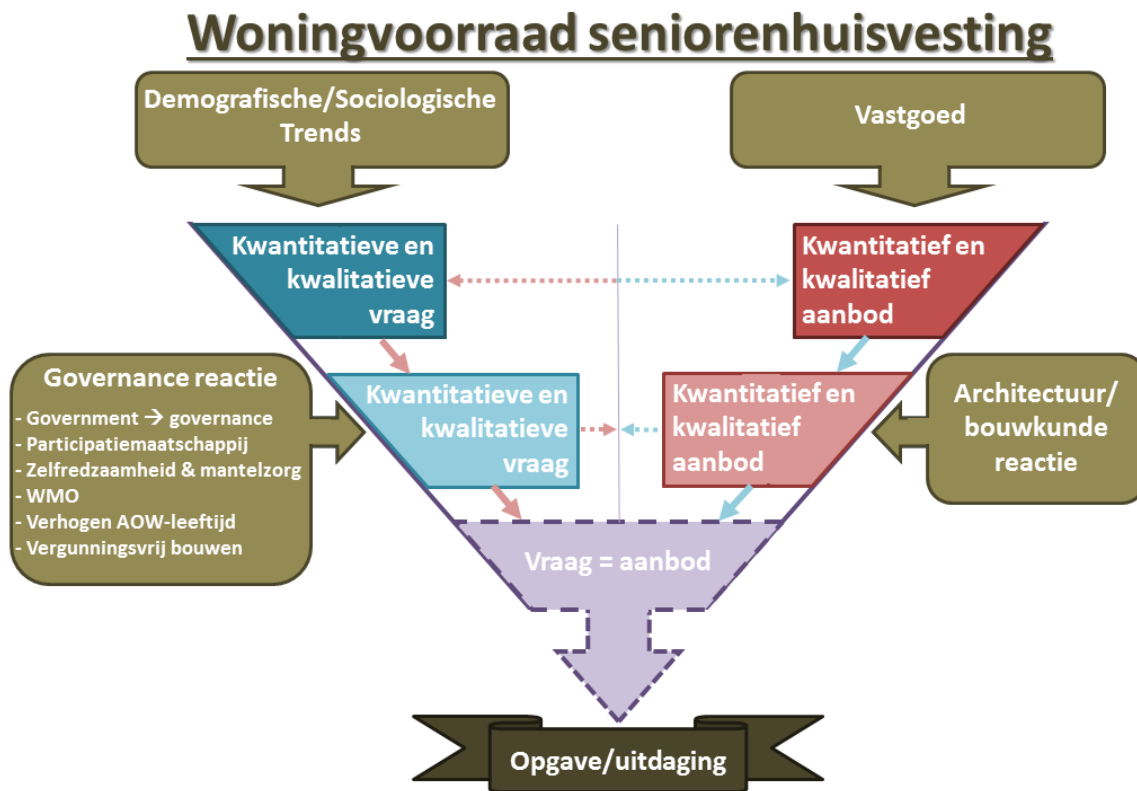 Woningvoorraad seniorenhuisvesting
Demografische/Sociologische
Trends
Vastgoed
Kwantitatieve en
kwalitatieve
vraag
Kwantitatief en
kwalitatief
aanbod
Governance reactie
- Government → governance
- Participatiemaatschappij
- Zelfredzaamheid & mantelzorg
- WMO
- Verhogen AOW-leeftijd
- Vergunningsvrij bouwen
Kwantitatieve en
kwalitatieve
vraag
Kwantitatief en
kwalitatief
aanbod
Architectuur/
bouwkunde
reactie
Vraag = aanbod
Opgave/uitdaging